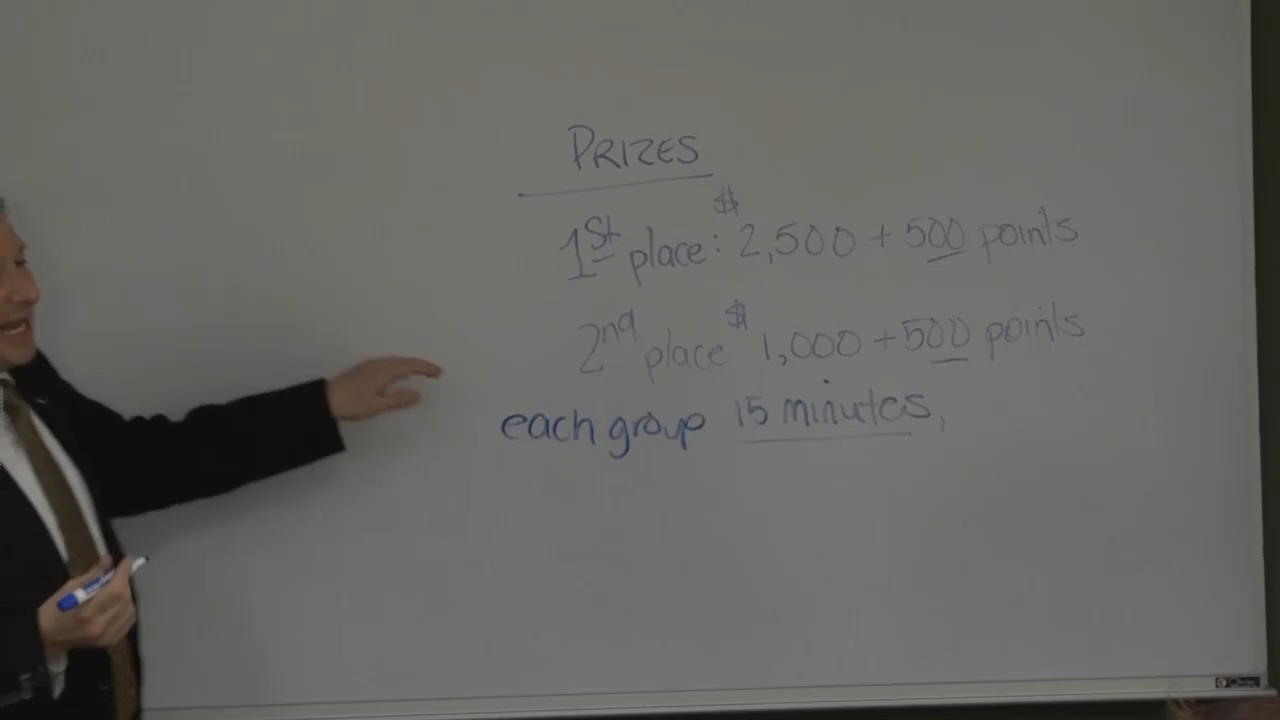 PRIZES
1st place: $2,500 + 500 points
2nd place $1,000 + 500 points
each group 15 minutes,